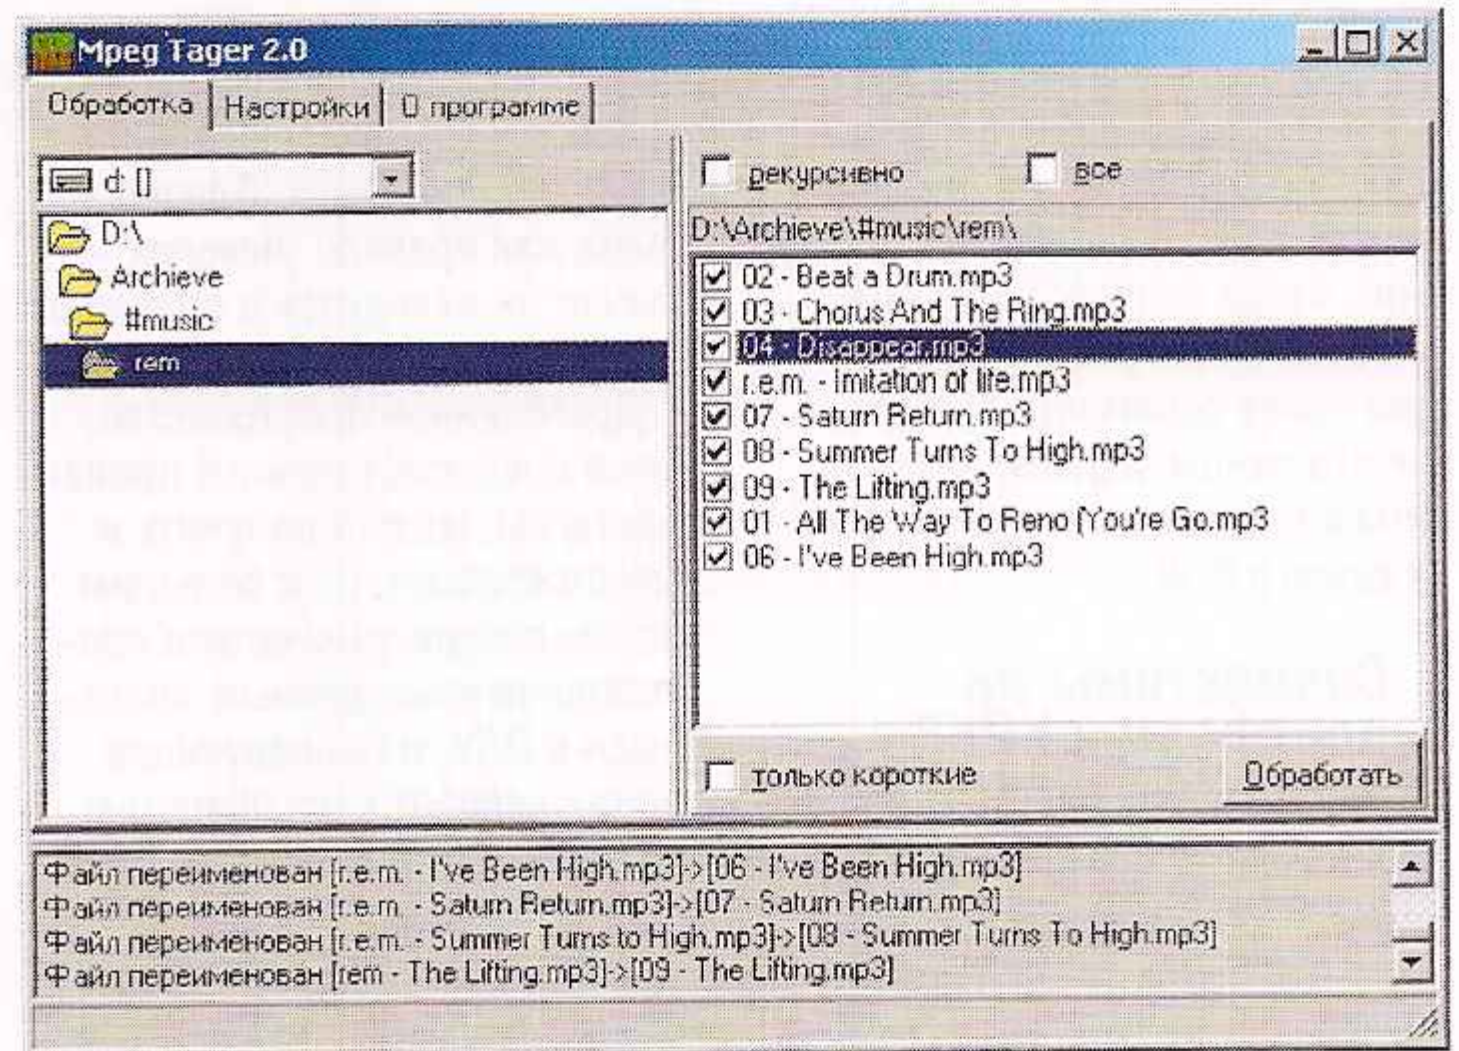 Mpeg Tager 2.0
Обработка Настройки О программе
d: []
D:\
Archieve
#music
rem
рекурсивно все
D:\Archieve\#music\rem\
02 - Beat a Drum.mp3
03 - Chorus And The Ring.mp3
04 - Disappear.mp3
r.e.m. - Imitation of life.mp3
07 - Saturn Return.mp3
08 - Summer Turns To High.mp3
09 - The Lifting.mp3
01 - All The Way To Reno (You're Go.mp3
06 - I've Been High.mp3
только короткие Обработать
Файл переименован [r.e.m. - I've Been High.mp3]->[06 - I've Been High.mp3]
Файл переименован [r.e.m. - Saturn Return.mp3]->[07 - Saturn Return.mp3]
Файл переименован [r.e.m. - Summer Turns to High.mp3]->[08 - Summer Turns To High.mp3]
Файл переименован [rem - The Lifting.mp3]->[09 - The Lifting.mp3]